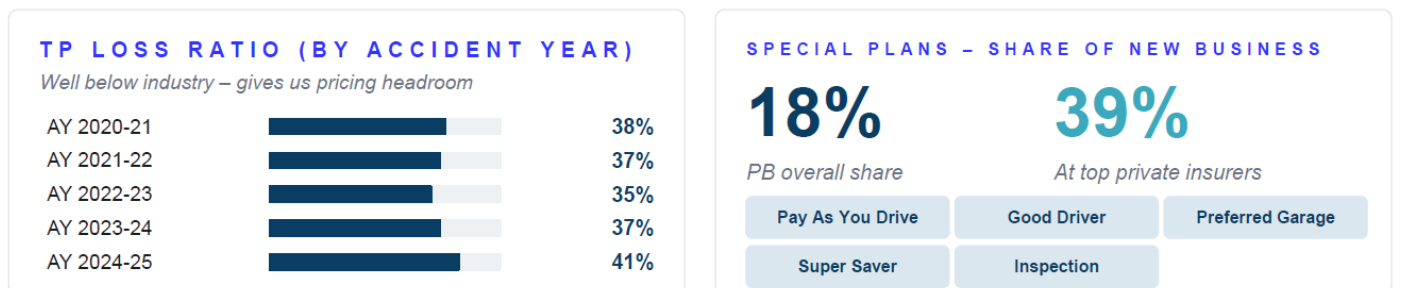 TP LOSS RATIO (BY ACCIDENT YEAR)
Well below industry – gives us pricing headroom
AY 2020-21 38%
AY 2021-22 37%
AY 2022-23 35%
AY 2023-24 37%
AY 2024-25 41%
SPECIAL PLANS – SHARE OF NEW BUSINESS
18% 39%
PB overall share At top private insurers
Pay As You Drive Good Driver Preferred Garage
Super Saver Inspection